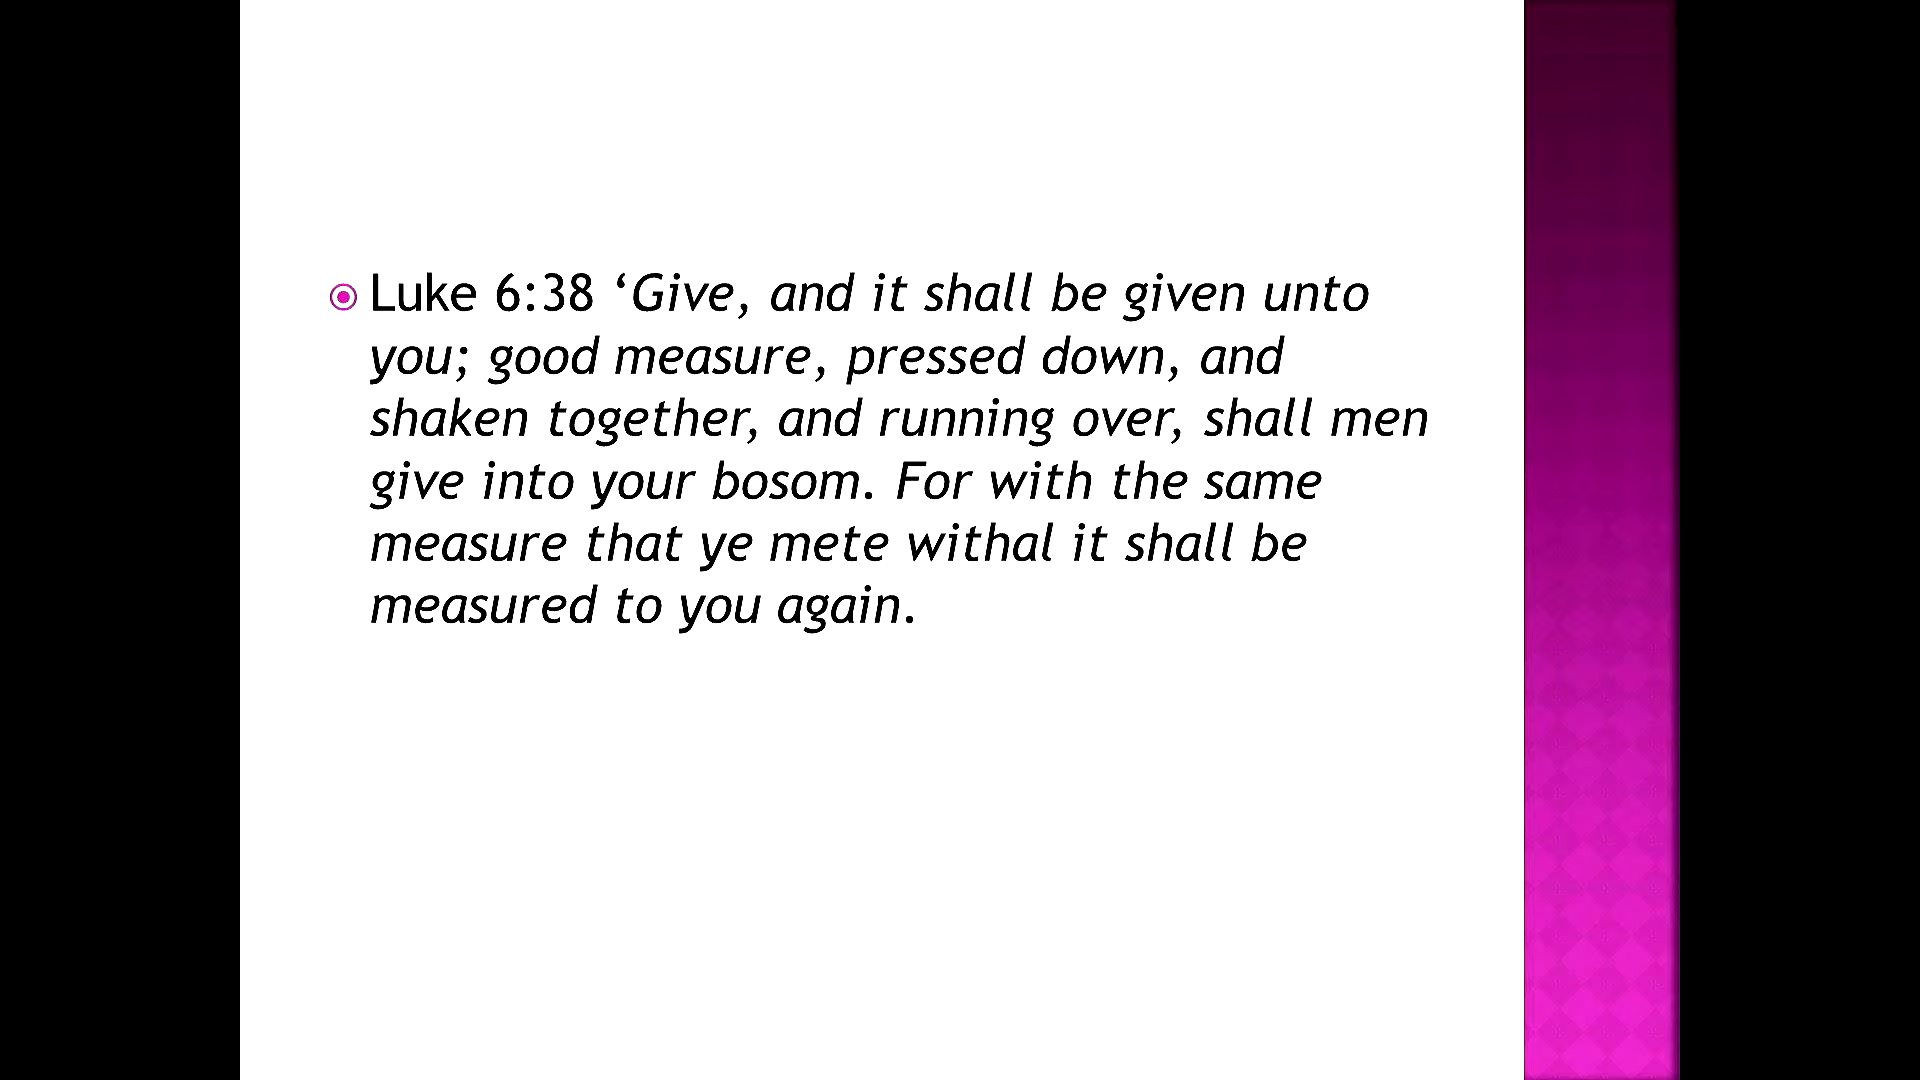 Luke 6:38 ‘Give, and it shall be given unto
you; good measure, pressed down, and
shaken together, and running over, shall men
give into your bosom. For with the same
measure that ye mete withal it shall be
measured to you again.